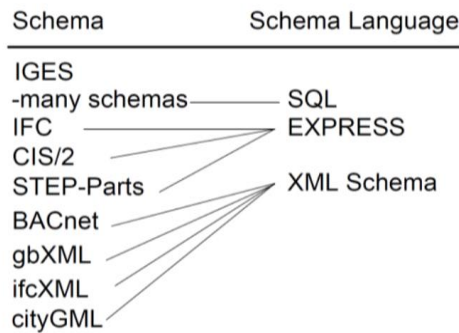 Schema Schema Language
IGES
-many schemas SQL
IFC EXPRESS
CIS/2
STEP-Parts XML Schema
BACnet
gbXML
ifcXML
cityGML